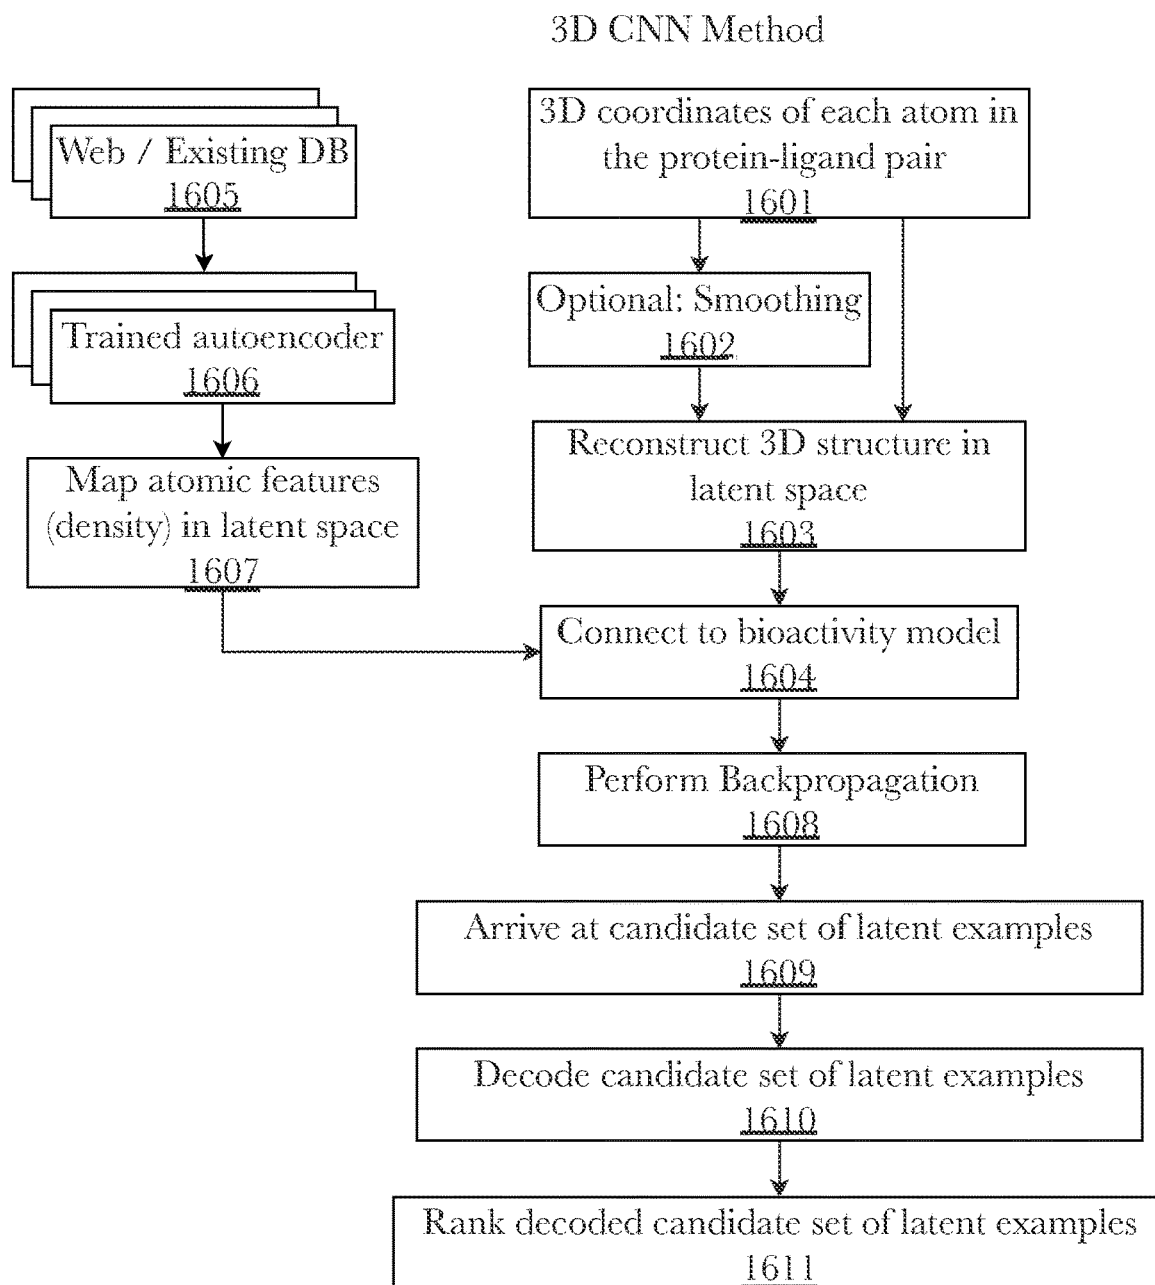 3D CNN Method
Web / Existing DB
1605
Trained autoencoder
1606
Map atomic features
(density) in latent space
1607
3D coordinates of each atom in
the protein-ligand pair
1601
Optional: Smoothing
1602
Reconstruct 3D structure in
latent space
1603
Connect to bioactivity model
1604
Perform Backpropagation
1608
Arrive at candidate set of latent examples
1609
Decode candidate set of latent examples
1610
Rank decoded candidate set of latent examples
1611